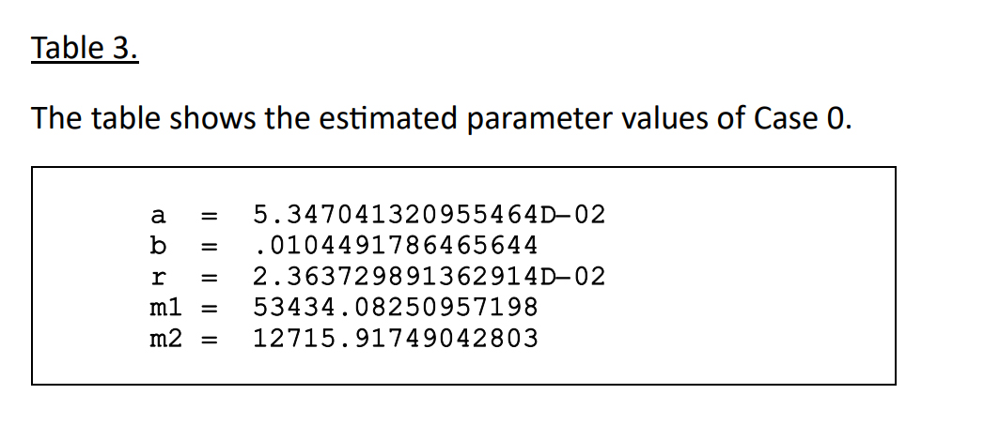 Table 3.
The table shows the estimated parameter values of Case 0.
a = 5.347041320955464D–02
b = .0104491786465644
r = 2.363729891362914D–02
m1 = 53434.08250957198
m2 = 12715.91749042803